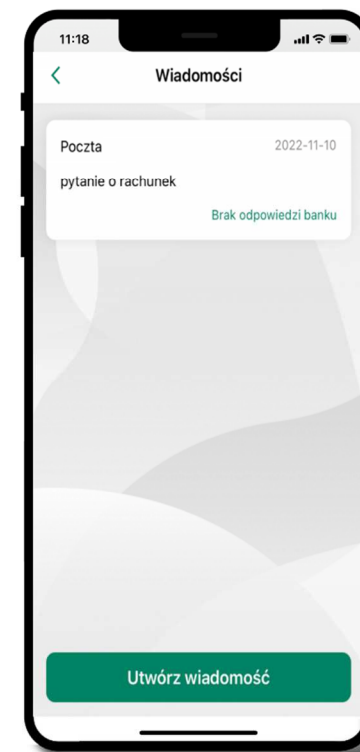 11:18
Wiadomości
Poczta 2022-11-10
pytanie o rachunek
Brak odpowiedzi banku
Utwórz wiadomość